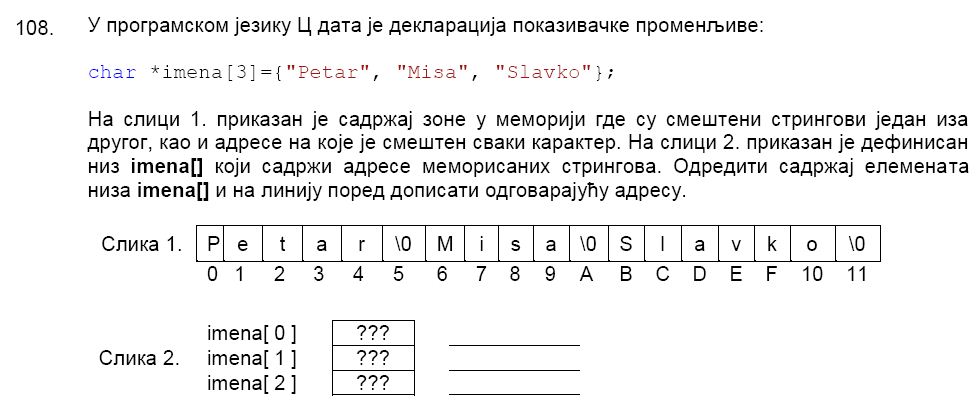 108. У програмском језику Ц дата је декларација показивачке променљиве:
char *imena[3]={"Petar", "Misa", "Slavko"};
На слици 1. приказан је садржај зоне у меморији где су смештени стрингови један иза
другог, као и адресе на које је смештен сваки карактер. На слици 2. приказан је дефинисан
низ imena[] који садржи адресе меморисаних стрингова. Одредити садржај елемената
низа imena[] и на линију поред дописати одговарајућу адресу.
Слика 1. P e t a r \0 M i s a \0 S l a v k o \0
0 1 2 3 4 5 6 7 8 9 A B C D E F 10 11
imena[ 0 ] ???
Слика 2. imena[ 1 ] ???
imena[ 2 ] ???